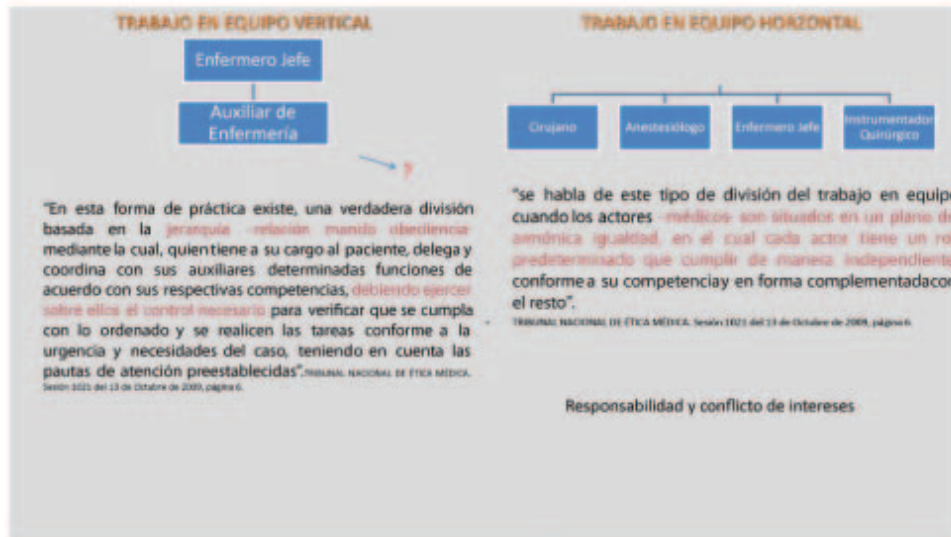 TRABAJO EN EQUIPO VERTICAL
Enfermero Jefe
Auxiliar de
Enfermería
?
"En esta forma de práctica existe, una verdadera división
basada en la jerarquía -relación mando obediencia-
mediante la cual, quien tiene a su cargo al paciente, delega y
coordina con sus auxiliares determinadas funciones de
acuerdo con sus respectivas competencias, debiendo ejercer
sobre ellos el control necesario para verificar que se cumpla
con lo ordenado y se realicen las tareas conforme a la
urgencia y necesidades del caso, teniendo en cuenta las
pautas de atención preestablecidas". TRIBUNAL NACIONAL DE ÉTICA MÉDICA.
Sesión 1021 del 13 de Octubre de 2009, página 6.
TRABAJO EN EQUIPO HORZONTAL
Cirujano
Anestesiólogo
Enfermero Jefe
Instrumentador
Quirúrgico
"se habla de este tipo de división del trabajo en equipo
cuando los actores -médicos- son situados en un plano
armónica igualdad, en el cual cada actor tiene un
predeterminado que cumplir de manera independiente
conforme a su competencia y en forma complementada con
el resto".
TRIBUNAL NACIONAL DE ÉTICA MÉDICA. Sesión 1021 del 13 de Octubre de 2009, página 6.
Responsabilidad y conflicto de intereses